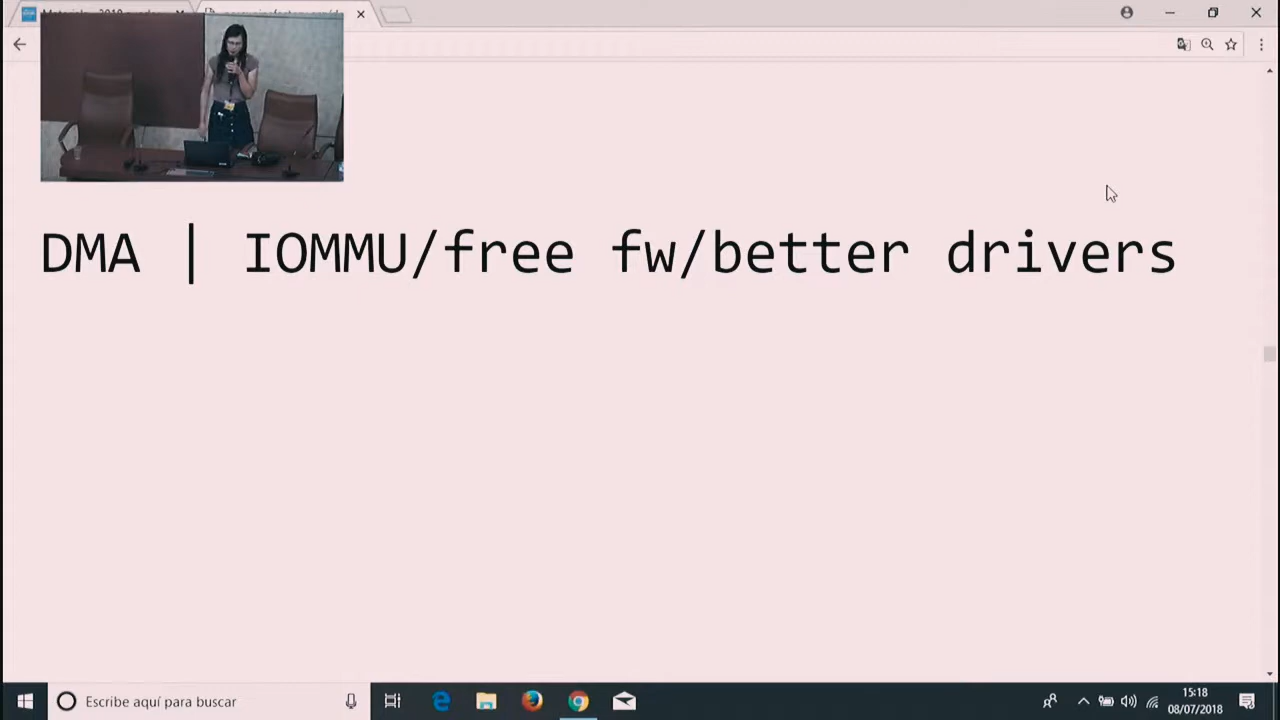 DMA | IOMMU/free fw/better drivers
Escribe aquí para buscar
15:18
08/07/2018